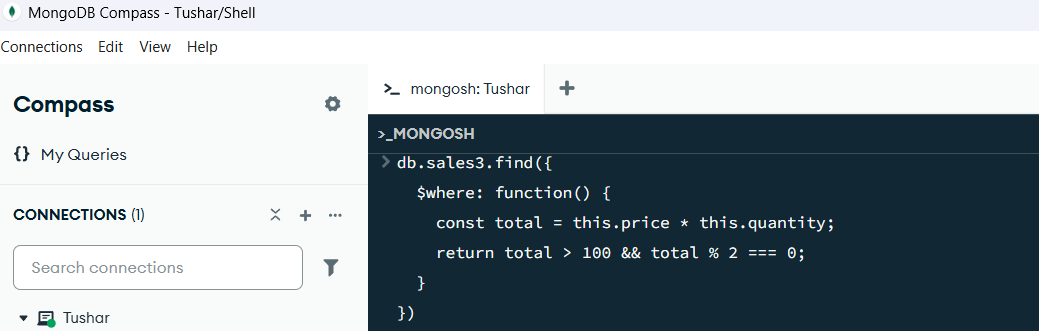 MongoDB Compass - Tushar/Shell
Connections Edit View Help
Compass
{} My Queries
CONNECTIONS (1)
Search connections
Tushar
>_ mongosh: Tushar
>_MONGOSH
db.sales3.find({
  $where: function() {
    const total = this.price * this.quantity;
    return total > 100 && total % 2 === 0;
  }
})